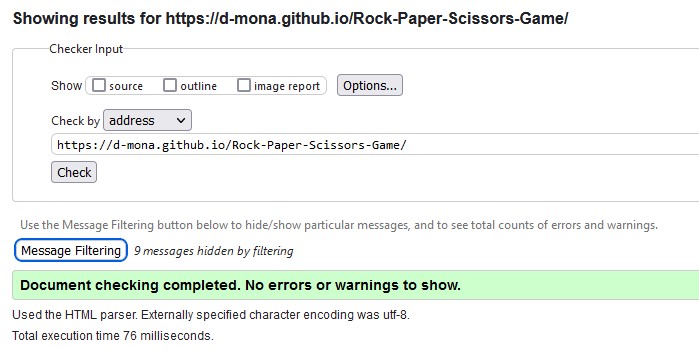 Showing results for https://d-mona.github.io/Rock-Paper-Scissors-Game/
Checker Input
Show source outline image report Options...
Check by address
https://d-mona.github.io/Rock-Paper-Scissors-Game/
Check
Use the Message Filtering button below to hide/show particular messages, and to see total counts of errors and warnings.
Message Filtering 9 messages hidden by filtering
Document checking completed. No errors or warnings to show.
Used the HTML parser. Externally specified character encoding was utf-8.
Total execution time 76 milliseconds.